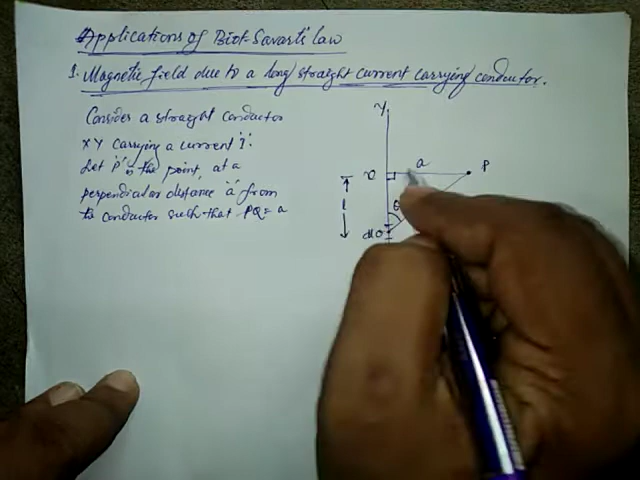 Applications of Biot-Savart's law
1. Magnetic field due to a long straight current carrying conductor.
Consider a straight conductor
XY carrying a current 'I'.
Let 'P' is the point, at a
perpendicular distance 'a' from
the conductor such that PQ = a
Y
a
P
l
θ